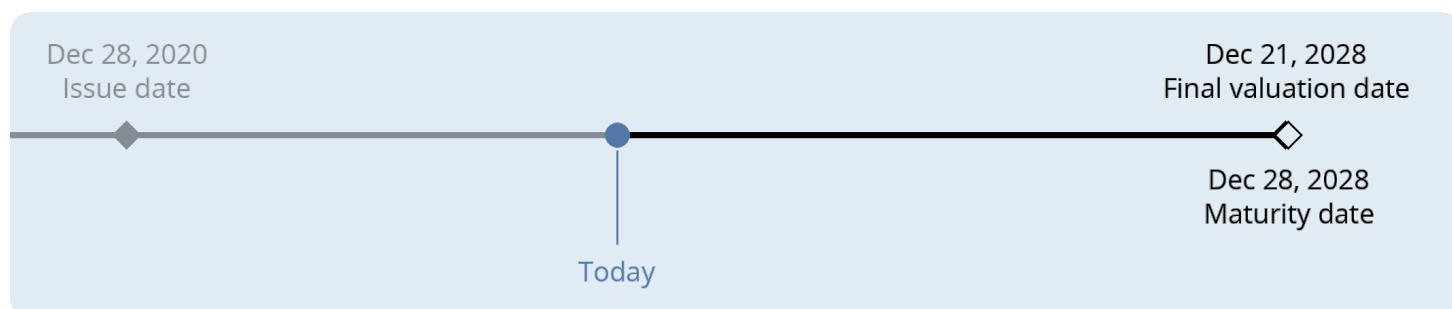 Dec 28, 2020
Issue date
Dec 21, 2028
Final valuation date
Dec 28, 2028
Maturity date
Today